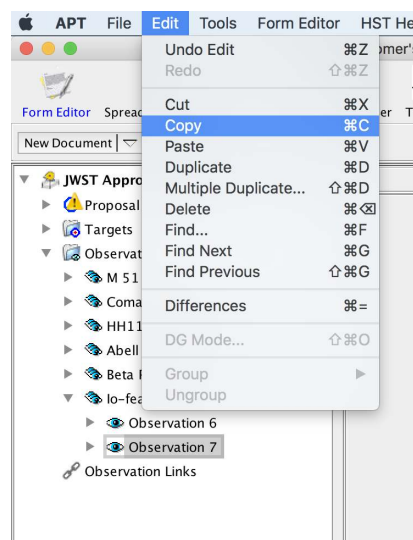 APT File Edit Tools Form Editor HST He
Undo Edit ⌘Z
Redo ⇧⌘Z
Cut ⌘X
Copy ⌘C
Paste ⌘V
Duplicate ⌘D
Multiple Duplicate... ⇧⌘D
Delete ⌘⌫
Find... ⌘F
Find Next ⌘G
Find Previous ⇧⌘G
Differences ⌘=
DG Mode... ⇧⌘O
Group
Ungroup
omer's
Form Editor Spread
er T
New Document
JWST Appro
Proposal
Targets
Observat
M 51
Coma
HH11
Abell
Beta P
Io-fea
Observation 6
Observation 7
Observation Links